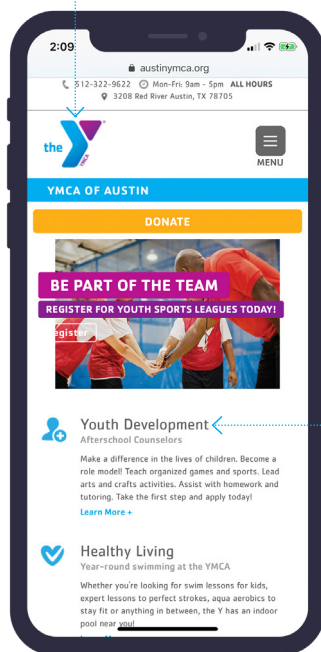 2:09
austinymca.org
512-322-9622 Mon-Fri: 9am - 5pm ALL HOURS
3208 Red River Austin, TX 78705
the YMCA
MENU
YMCA OF AUSTIN
DONATE
BE PART OF THE TEAM
REGISTER FOR YOUTH SPORTS LEAGUES TODAY!
egister
Youth Development
Afterschool Counselors
Make a difference in the lives of children. Become a
role model! Teach organized games and sports. Lead
arts and crafts activities. Assist with homework and
tutoring. Take the first step and apply today!
Learn More +
Healthy Living
Year-round swimming at the YMCA
Whether you're looking for swim lessons for kids,
expert lessons to perfect strokes, aqua aerobics to
stay fit or anything in between, the Y has an indoor
pool near you!